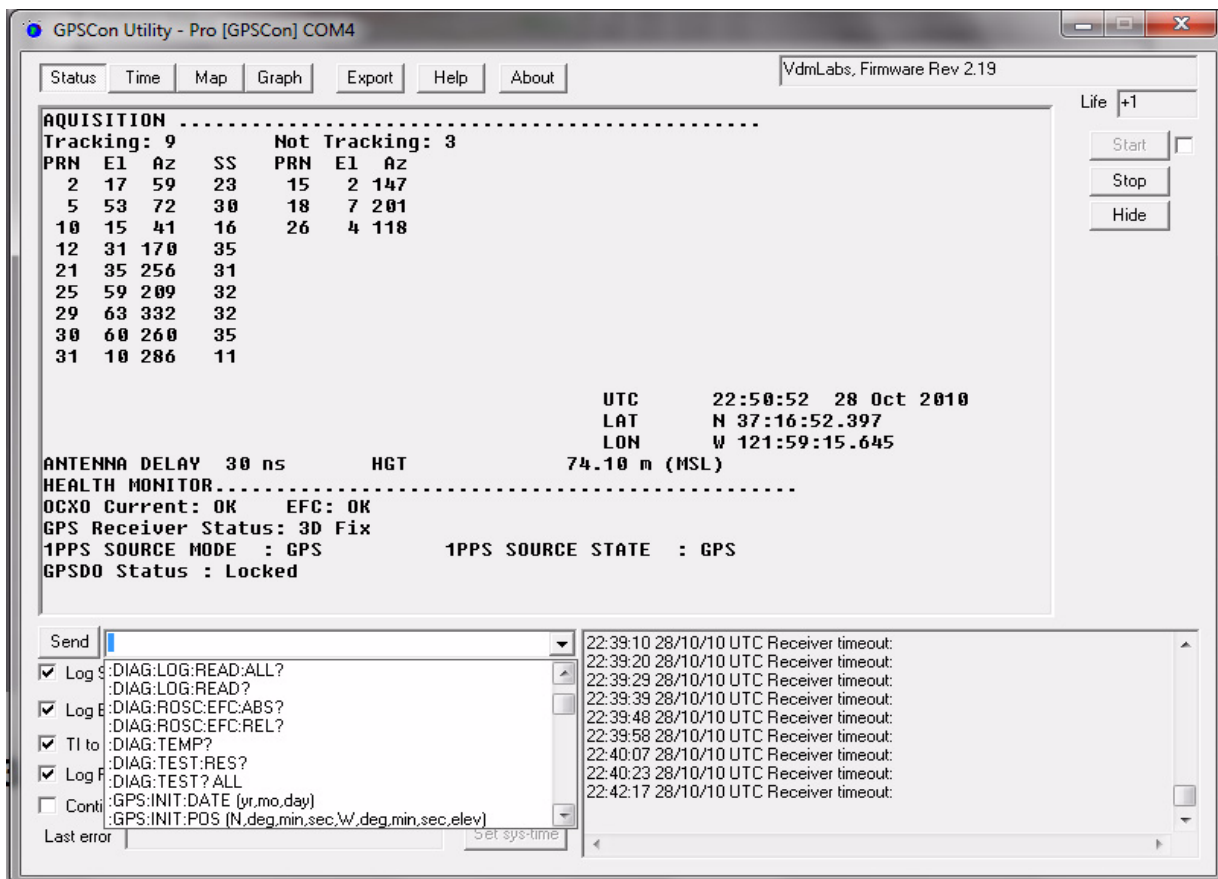 GPSCon Utility - Pro [GPSCon] COM4
Status Time Map Graph Export Help About
VdmLabs, Firmware Rev 2.19
Life +1
Start
Stop
Hide
AQUISITION ................................................
Tracking: 9 Not Tracking: 3
PRN El Az SS PRN El Az
2 17 59 23 15 2 147
5 53 72 30 18 7 201
10 15 41 16 26 4 118
12 31 170 35
21 35 256 31
25 59 209 32
29 63 332 32
30 60 260 35
31 10 286 11
UTC 22:50:52 28 Oct 2010
LAT N 37:16:52.397
LON W 121:59:15.645
ANTENNA DELAY 30 ns HGT 74.10 m (MSL)
HEALTH MONITOR................................................
OCXO Current: OK EFC: OK
GPS Receiver Status: 3D Fix
1PPS SOURCE MODE : GPS 1PPS SOURCE STATE : GPS
GPSDO Status : Locked
Send
Log
:DIAG:LOG:READ:ALL?
:DIAG:LOG:READ?
Log
:DIAG:ROSC:EFC:ABS?
:DIAG:ROSC:EFC:REL?
TI to
:DIAG:TEMP?
:DIAG:TEST:RES?
Log
:DIAG:TEST? ALL
:GPS:INIT:DATE (yr,mo,day)
Conti
:GPS:INIT:POS (N,deg,min,sec,W,deg,min,sec,elev)
Last error
Set sys-time
22:39:10 28/10/10 UTC Receiver timeout:
22:39:20 28/10/10 UTC Receiver timeout:
22:39:29 28/10/10 UTC Receiver timeout:
22:39:39 28/10/10 UTC Receiver timeout:
22:39:48 28/10/10 UTC Receiver timeout:
22:39:58 28/10/10 UTC Receiver timeout:
22:40:07 28/10/10 UTC Receiver timeout:
22:40:23 28/10/10 UTC Receiver timeout:
22:42:17 28/10/10 UTC Receiver timeout: